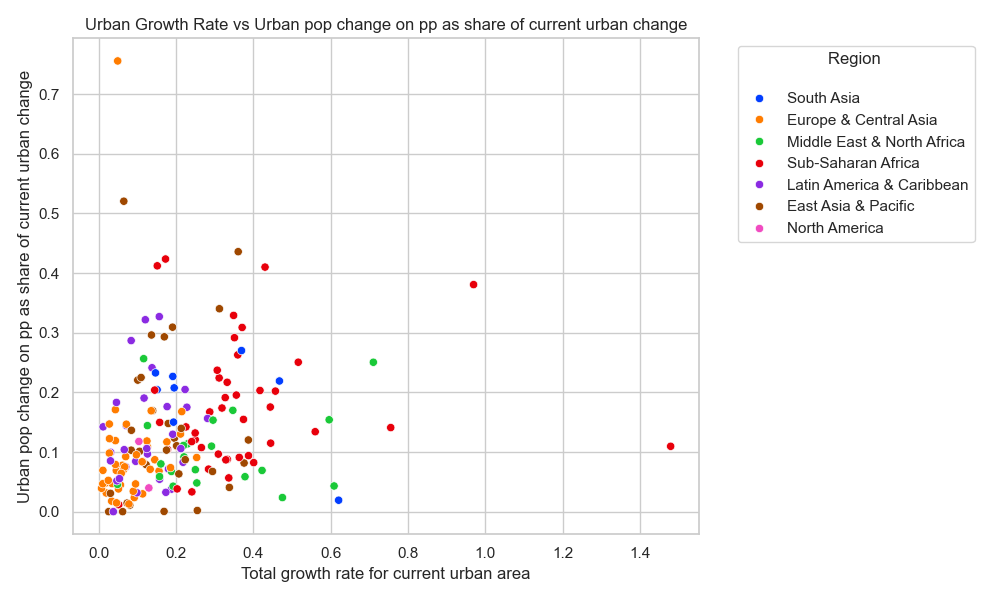 Urban Growth Rate vs Urban pop change on pp as share of current urban change
Urban pop change on pp as share of current urban change
0.7
0.6
0.5
0.4
0.3
0.2
0.1
0.0
0.0 0.2 0.4 0.6 0.8 1.0 1.2 1.4
Total growth rate for current urban area
Region
South Asia
Europe & Central Asia
Middle East & North Africa
Sub-Saharan Africa
Latin America & Caribbean
East Asia & Pacific
North America